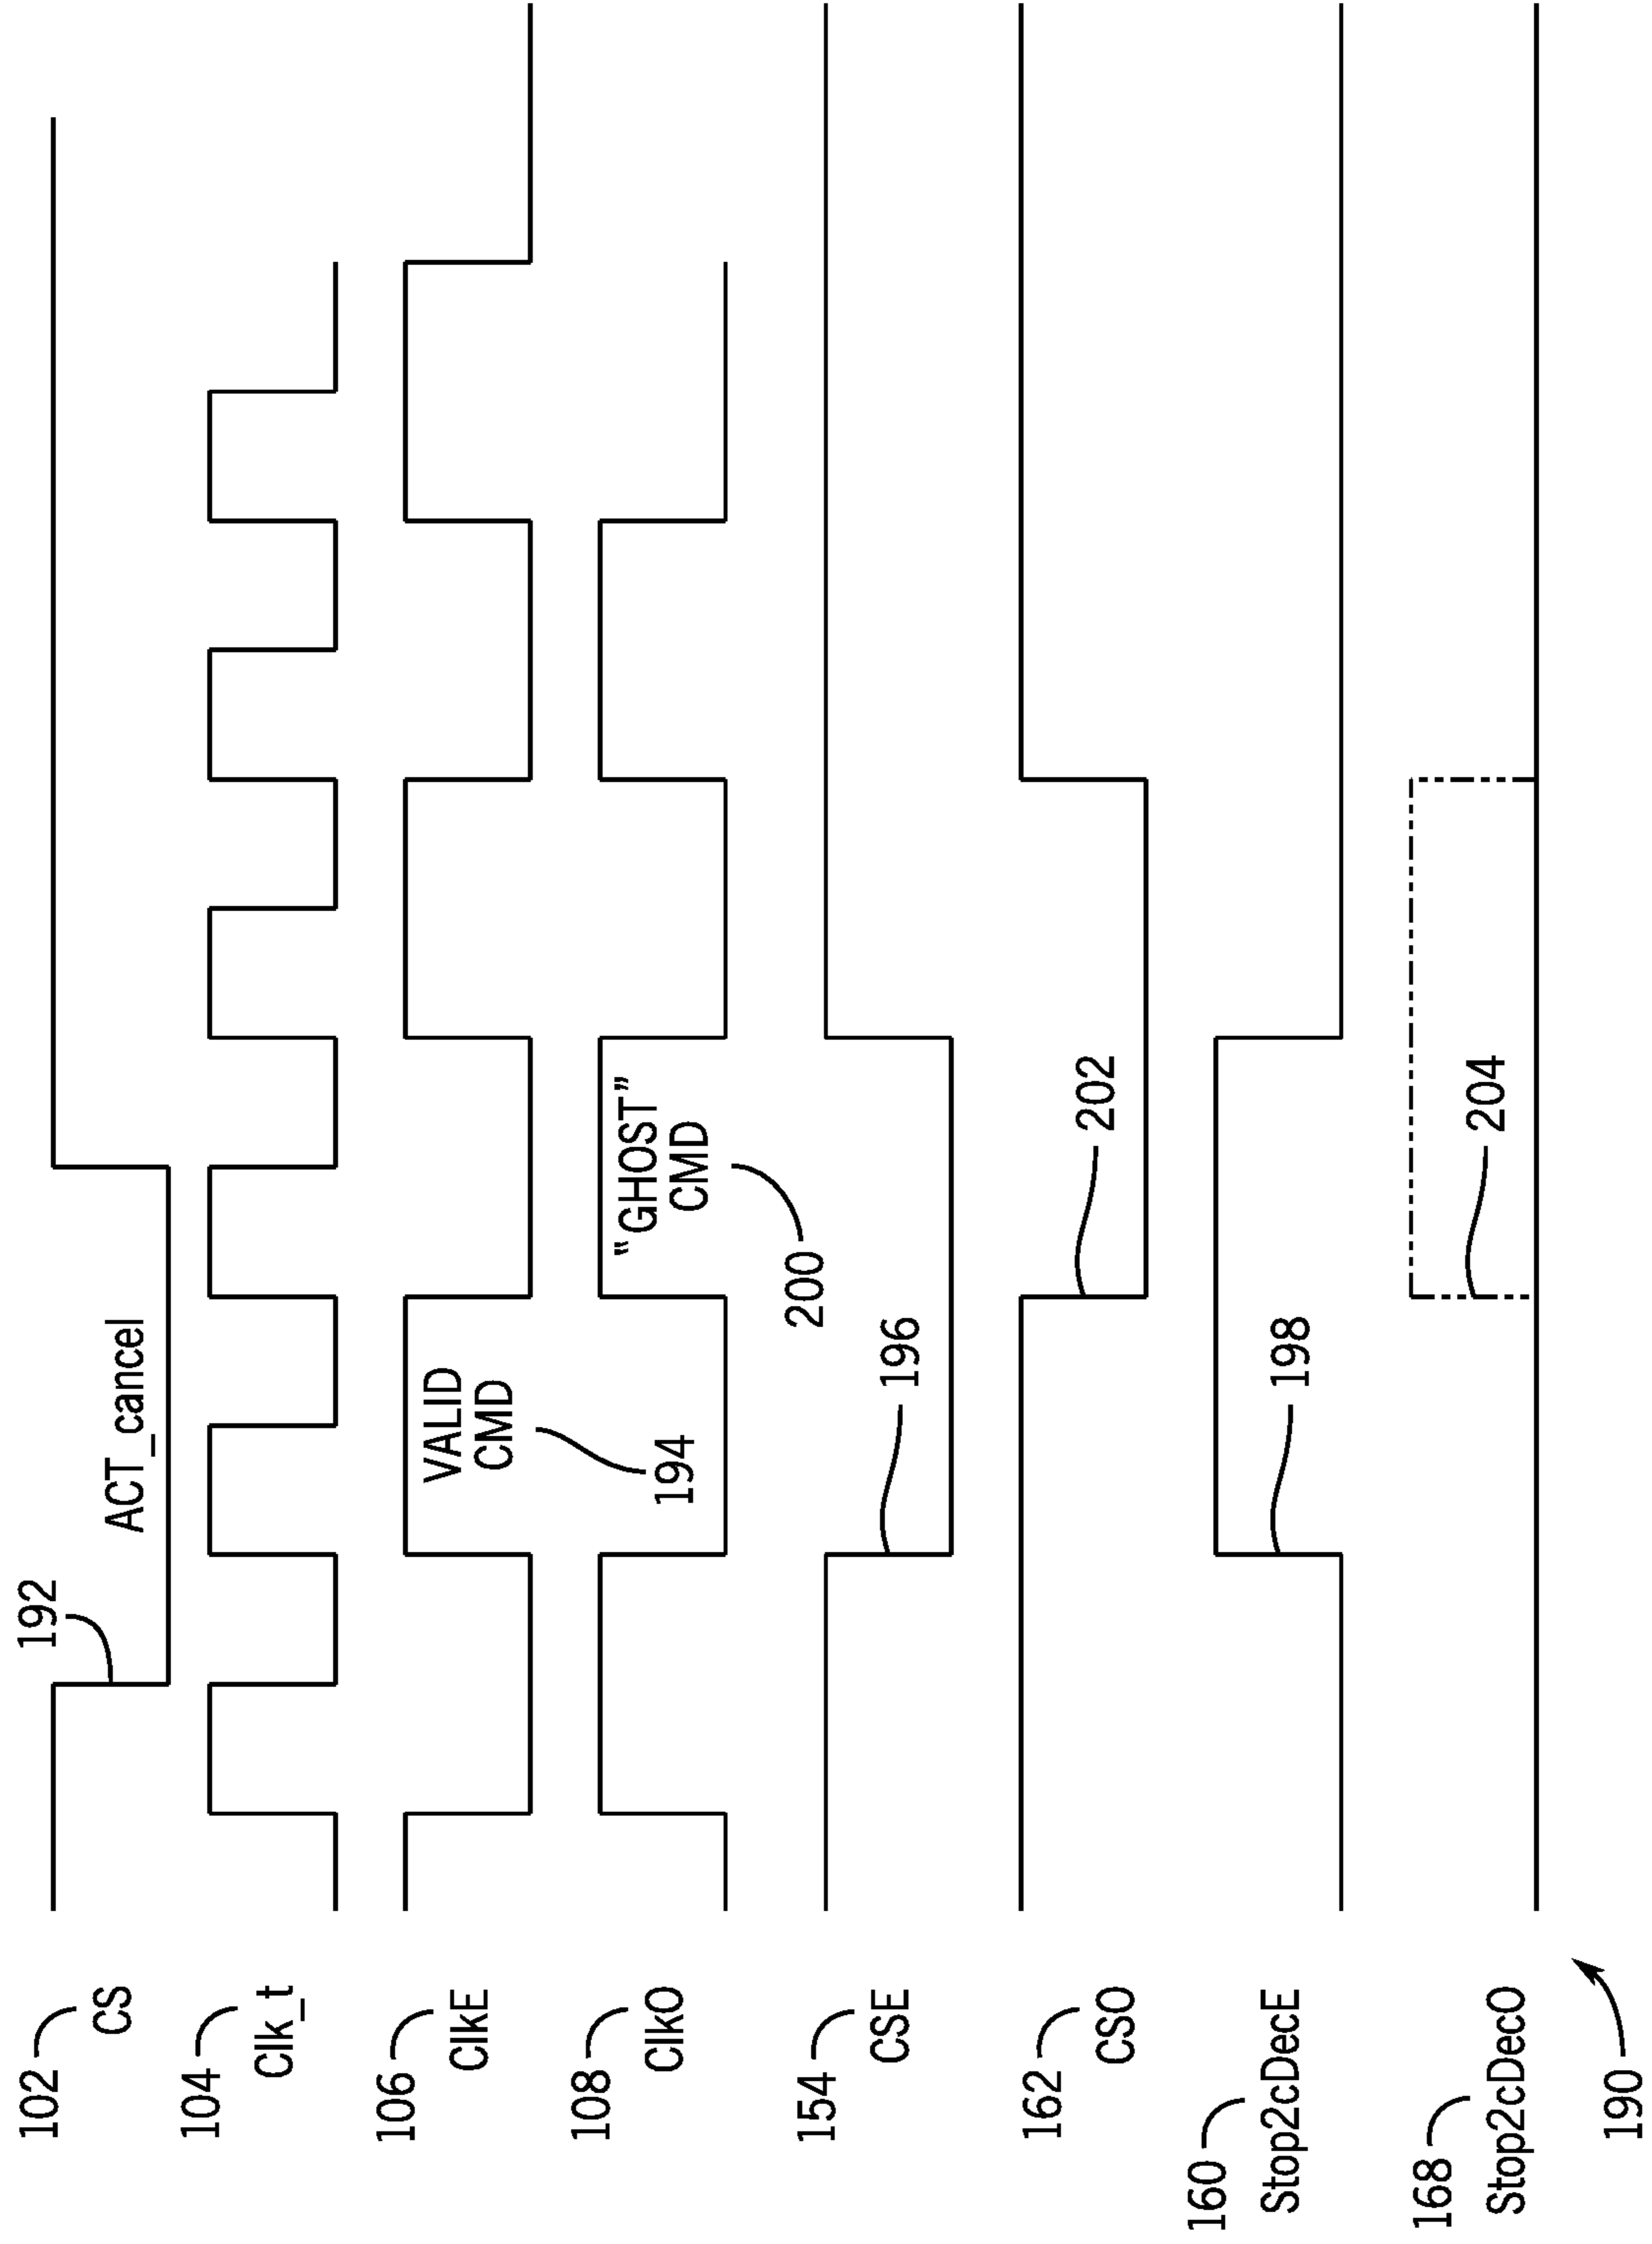 102
CS
192
ACT_cancel
104
Clk_t
106
ClkE
VALID
CMD
194
108
ClkO
"GHOST"
CMD
200
154
CSE
196
162
CSO
202
160
Stop2cDecE
198
168
Stop2cDecO
204
190